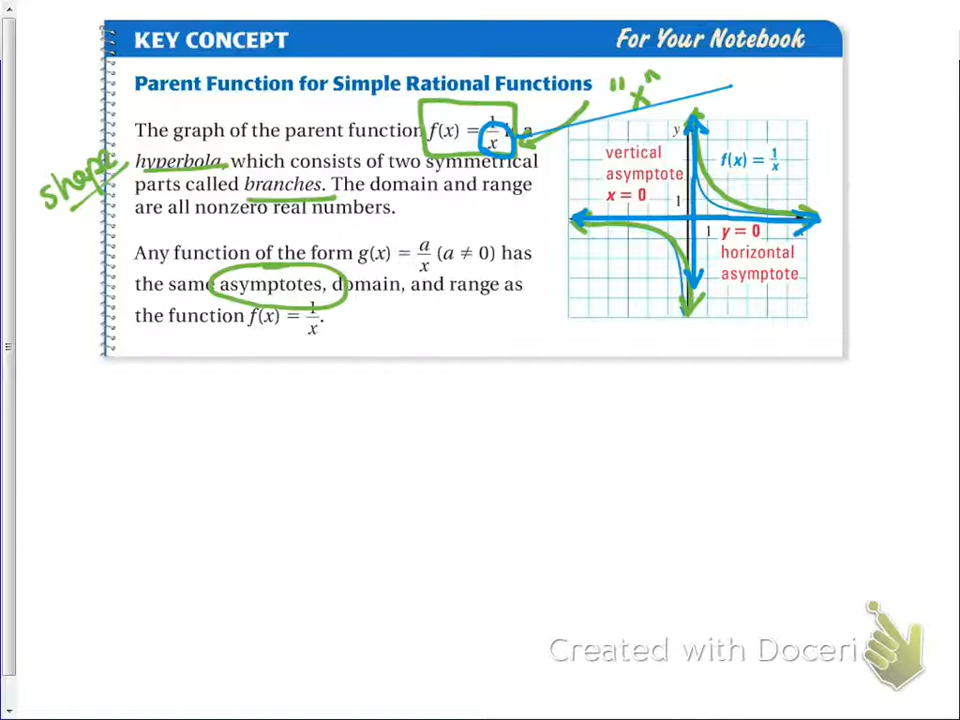 KEY CONCEPT
For Your Notebook
Parent Function for Simple Rational Functions
"x"
The graph of the parent function f(x) = 1/x is a
hyperbola, which consists of two symmetrical
parts called branches. The domain and range
are all nonzero real numbers.
shape
Any function of the form g(x) = a/x (a ≠ 0) has
the same asymptotes, domain, and range as
the function f(x) = 1/x.
y
vertical
asymptote
x = 0
f(x) = 1/x
1
1
y = 0
horizontal
asymptote
Created with Doceri